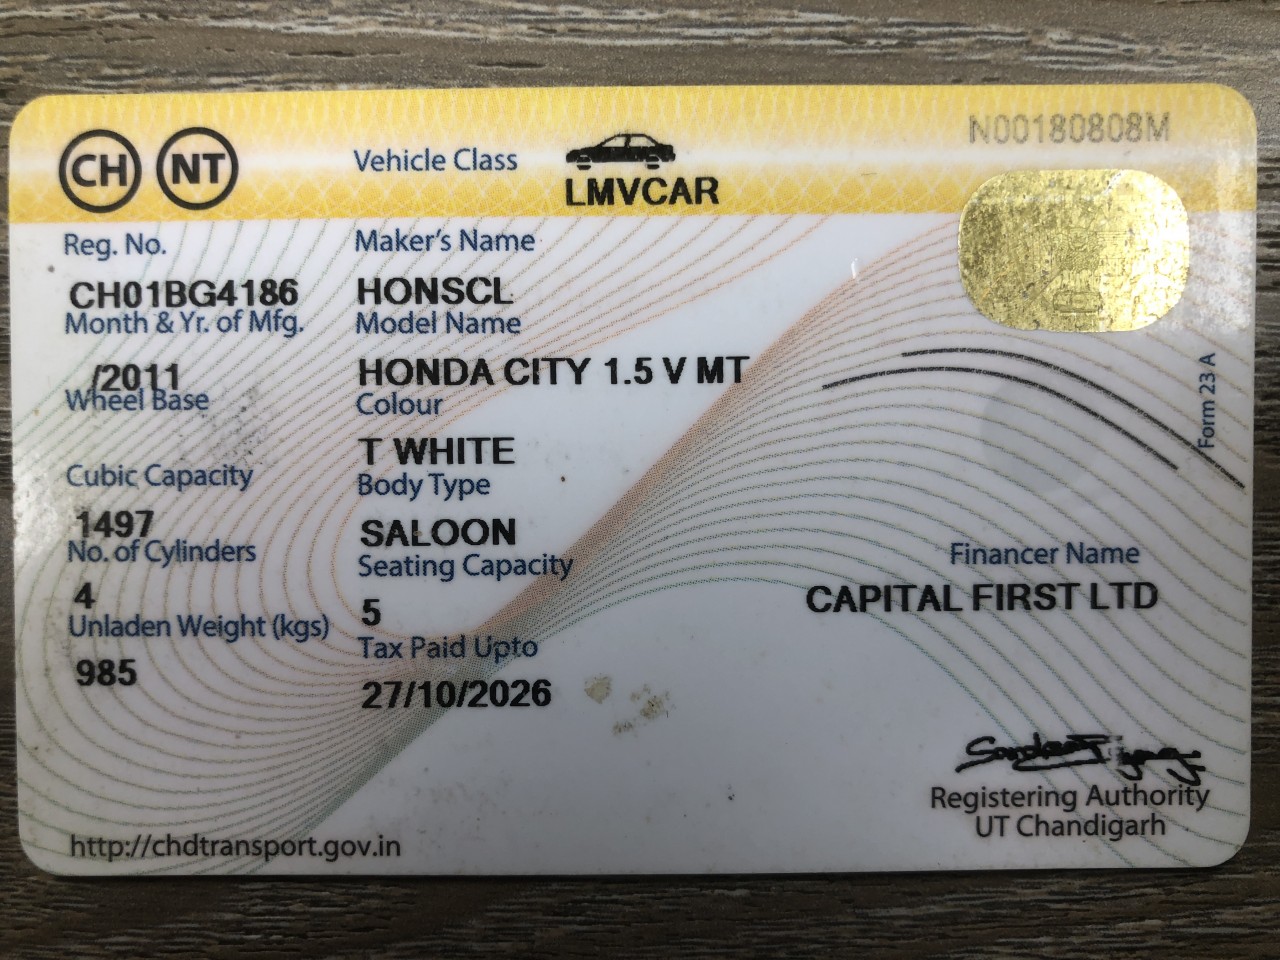 CH NT
Vehicle Class
LMVCAR
N00180808M
Reg. No.
CH01BG4186
Month & Yr. of Mfg.
/2011
Wheel Base
Cubic Capacity
1497
No. of Cylinders
4
Unladen Weight (kgs)
985
Maker's Name
HONSCL
Model Name
HONDA CITY 1.5 V MT
Colour
T WHITE
Body Type
SALOON
Seating Capacity
5
Tax Paid Upto
27/10/2026
Form 23 A
Financer Name
CAPITAL FIRST LTD
Registering Authority
UT Chandigarh
http://chdtransport.gov.in